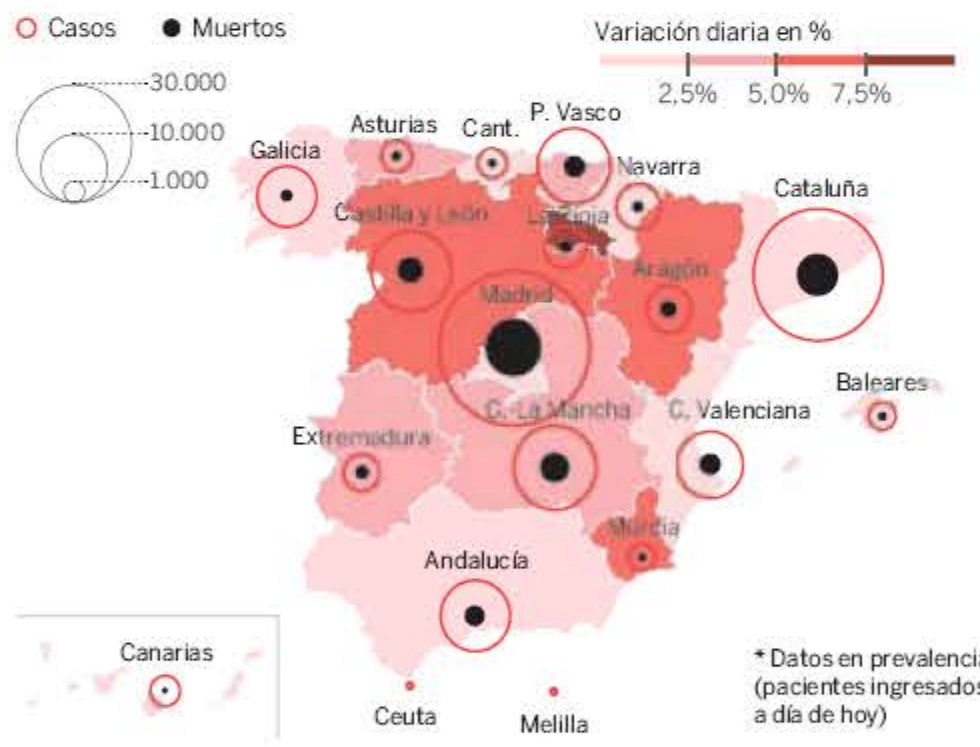 Casos
Muertos
30.000
10.000
1.000
Variación diaria en %
2,5%
5,0%
7,5%
P. Vasco
Asturias
Cant.
Galicia
Navarra
Cataluña
Castilla y León
La Rioja
Aragón
Madrid
Baleares
C.-La Mancha
C. Valenciana
Extremadura
Murcia
Andalucía
Canarias
Ceuta
Melilla
* Datos en prevalencia
(pacientes ingresados
a día de hoy)